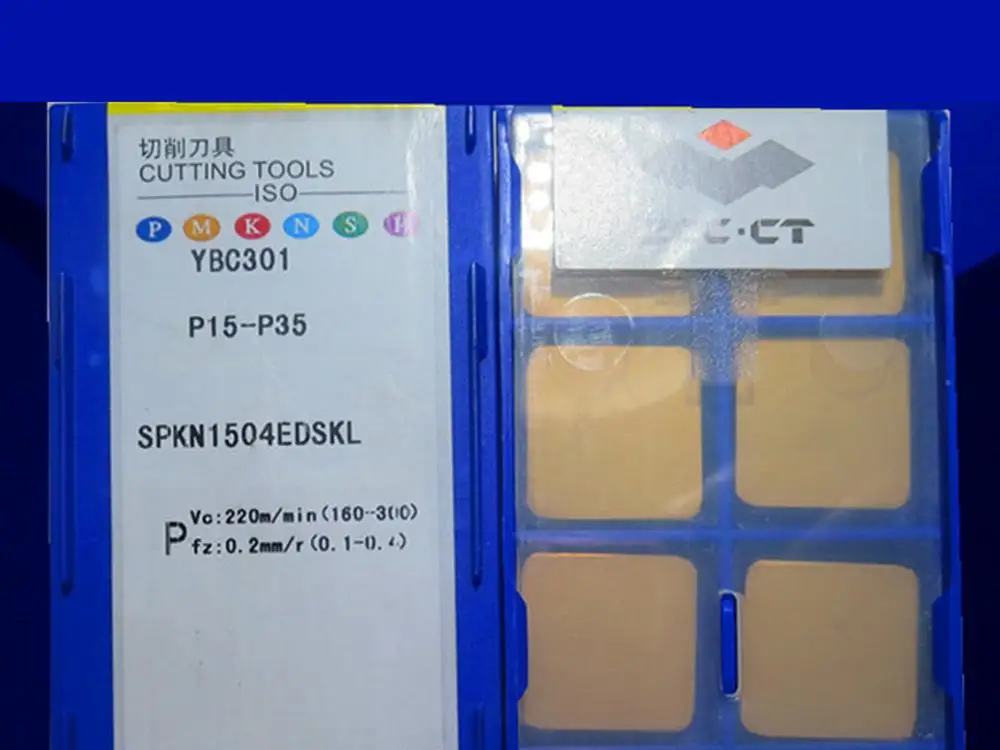 切削刀具
CUTTING TOOLS
ISO
P M K N S H
YBC301
P15-P35
SPKN1504EDSKL
P
Vc:220m/min(160-300)
fz:0.2mm/r(0.1-0.4)
C·CT